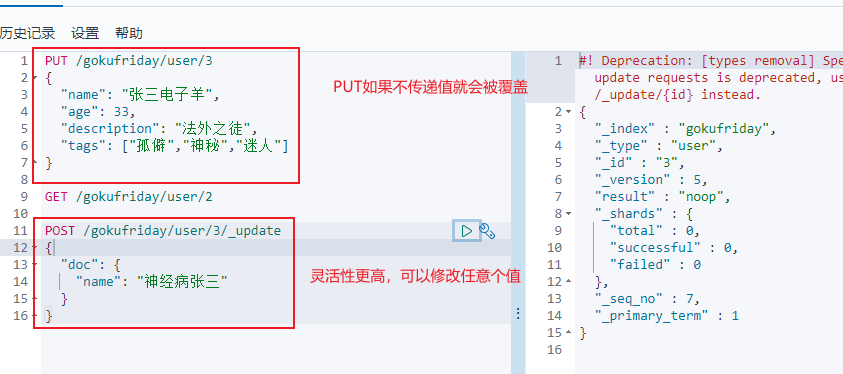 历史记录 设置 帮助
1 PUT /gokufriday/user/3
2 {
3 "name": "张三电子羊",
4 "age": 33,
5 "description": "法外之徒",
6 "tags": ["孤僻","神秘","迷人"]
7 }
8
9 GET /gokufriday/user/2
10
11 POST /gokufriday/user/3/_update
12 {
13 "doc": {
14 "name": "神经病张三"
15 }
16 }
PUT如果不传递值就会被覆盖
灵活性更高，可以修改任意个值
1 #! Deprecation: [types removal] Spe
update requests is deprecated, us
/_update/{id} instead.
2 {
3 "_index" : "gokufriday",
4 "_type" : "user",
5 "_id" : "3",
6 "_version" : 5,
7 "result" : "noop",
8 "_shards" : {
9 "total" : 0,
10 "successful" : 0,
11 "failed" : 0
12 },
13 "_seq_no" : 7,
14 "_primary_term" : 1
15 }
16